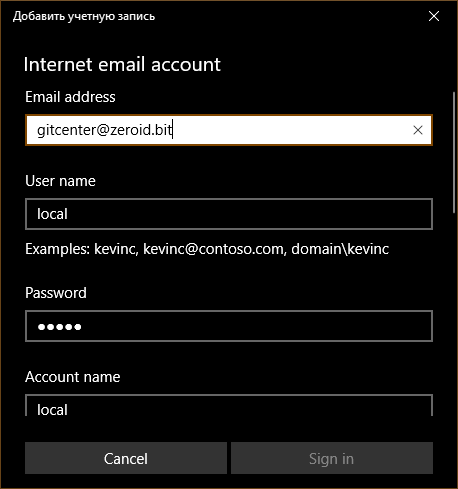 Добавить учетную запись
Internet email account
Email address
gitcenter@zeroid.bit
User name
local
Examples: kevinc, kevinc@contoso.com, domain\kevinc
Password
●●●●●
Account name
local
Cancel Sign in